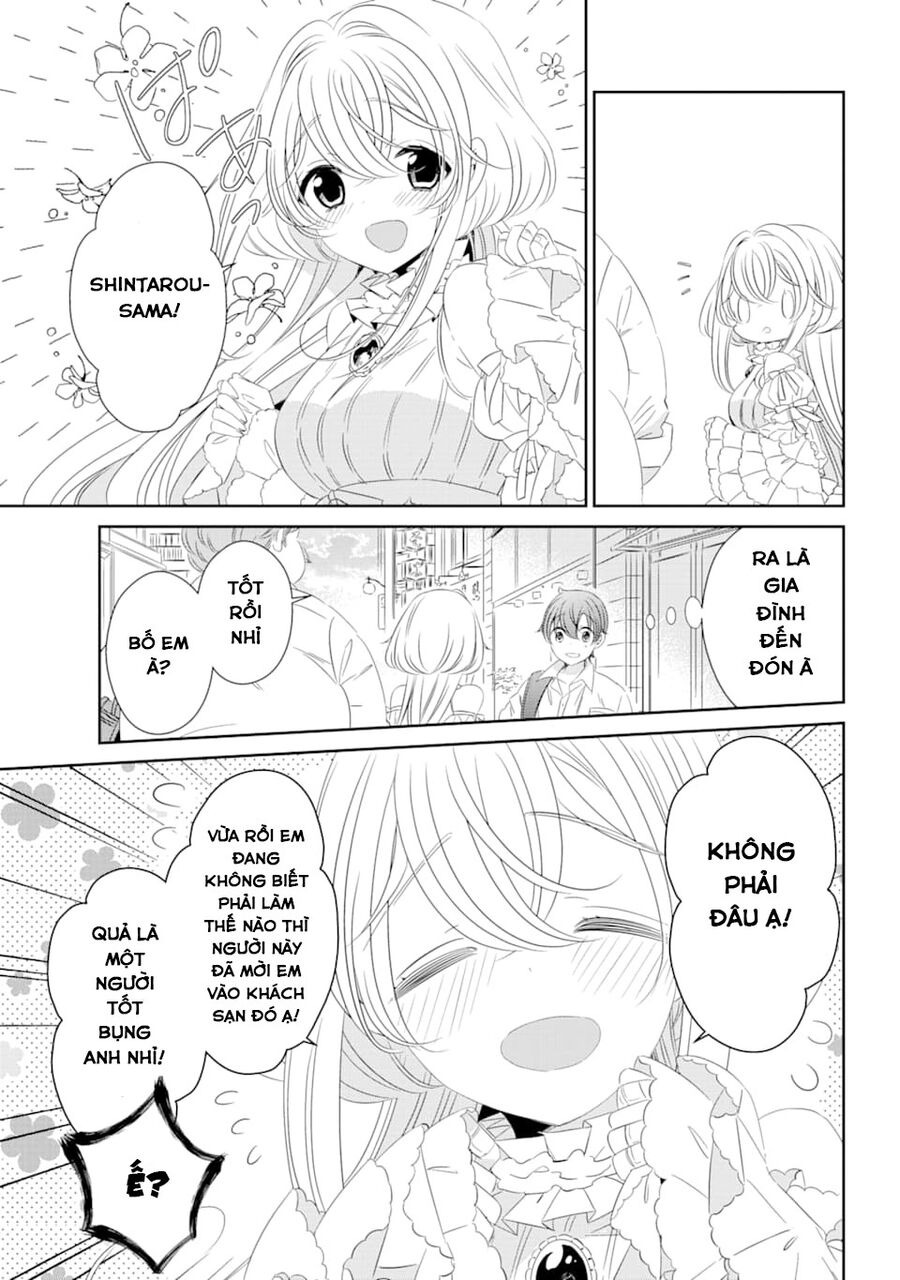 ぱ
あ
SHINTAROU-
SAMA!
RA LÀ
GIA
ĐÌNH
ĐẾN
ĐÓN À
TỐT
RỒI
NHỈ
BỐ EM
À?
KHÔNG
PHẢI
ĐÂU Ạ!
VỪA RỒI EM
ĐANG
KHÔNG BIẾT
PHẢI LÀM
THẾ NÀO THÌ
NGƯỜI NÀY
ĐÃ MỜI EM
VÀO KHÁCH
SẠN ĐÓ Ạ!
QUẢ LÀ
MỘT
NGƯỜI
TỐT
BỤNG
ANH NHỈ!
Ế?